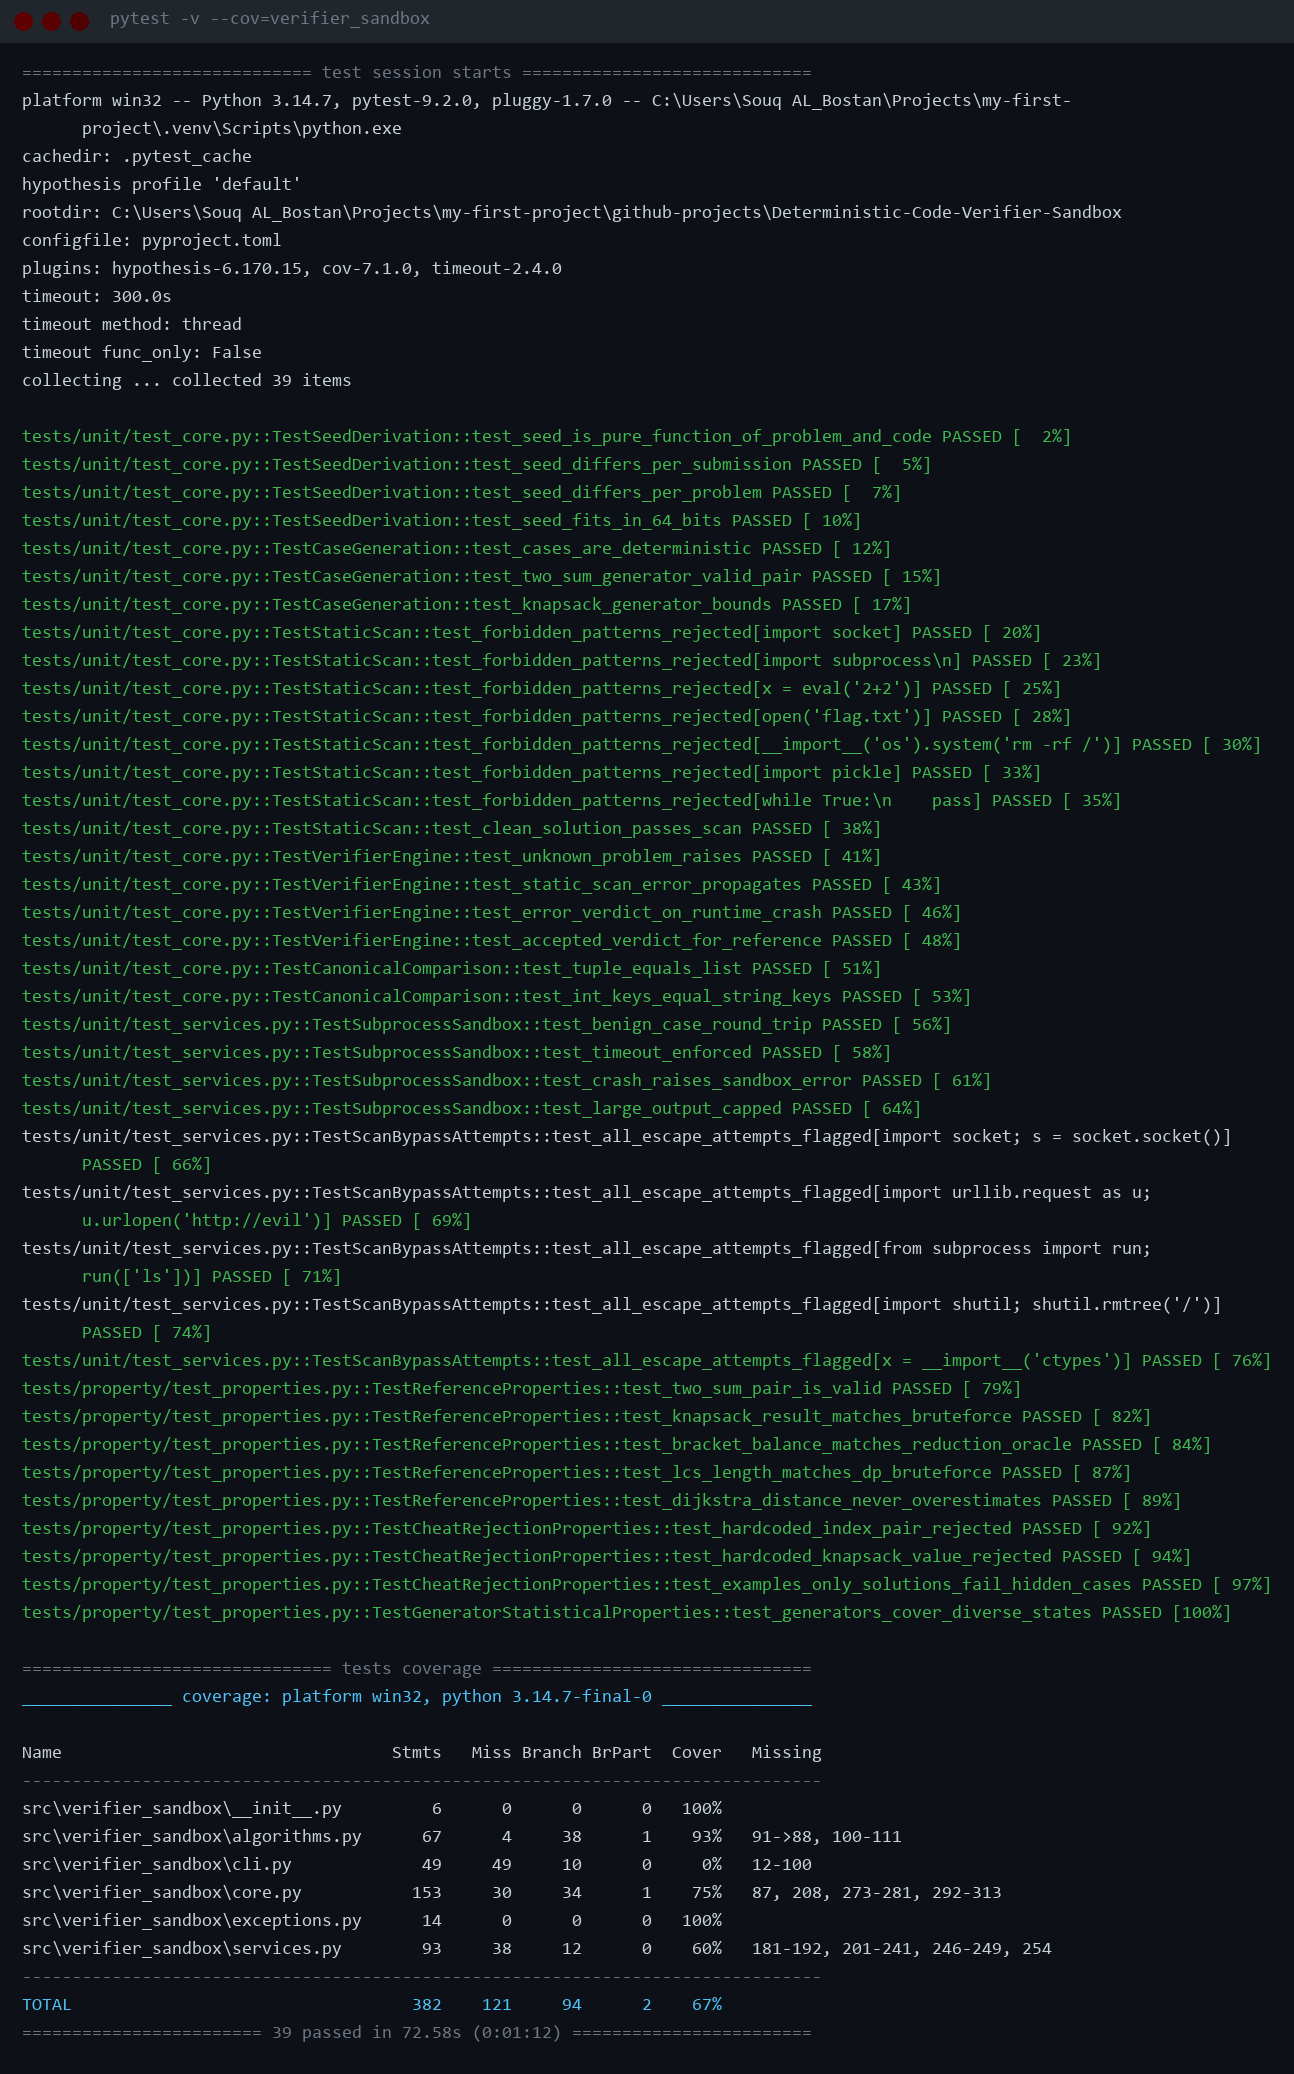 pytest -v --cov=verifier_sandbox
============================= test session starts =============================
platform win32 -- Python 3.14.7, pytest-9.2.0, pluggy-1.7.0 -- C:\Users\Souq AL_Bostan\Projects\my-first-
      project\.venv\Scripts\python.exe
cachedir: .pytest_cache
hypothesis profile 'default'
rootdir: C:\Users\Souq AL_Bostan\Projects\my-first-project\github-projects\Deterministic-Code-Verifier-Sandbox
configfile: pyproject.toml
plugins: hypothesis-6.170.15, cov-7.1.0, timeout-2.4.0
timeout: 300.0s
timeout method: thread
timeout func_only: False
collecting ... collected 39 items

tests/unit/test_core.py::TestSeedDerivation::test_seed_is_pure_function_of_problem_and_code PASSED [  2%]
tests/unit/test_core.py::TestSeedDerivation::test_seed_differs_per_submission PASSED [  5%]
tests/unit/test_core.py::TestSeedDerivation::test_seed_differs_per_problem PASSED [  7%]
tests/unit/test_core.py::TestSeedDerivation::test_seed_fits_in_64_bits PASSED [ 10%]
tests/unit/test_core.py::TestCaseGeneration::test_cases_are_deterministic PASSED [ 12%]
tests/unit/test_core.py::TestCaseGeneration::test_two_sum_generator_valid_pair PASSED [ 15%]
tests/unit/test_core.py::TestCaseGeneration::test_knapsack_generator_bounds PASSED [ 17%]
tests/unit/test_core.py::TestStaticScan::test_forbidden_patterns_rejected[import socket] PASSED [ 20%]
tests/unit/test_core.py::TestStaticScan::test_forbidden_patterns_rejected[import subprocess\n] PASSED [ 23%]
tests/unit/test_core.py::TestStaticScan::test_forbidden_patterns_rejected[x = eval('2+2')] PASSED [ 25%]
tests/unit/test_core.py::TestStaticScan::test_forbidden_patterns_rejected[open('flag.txt')] PASSED [ 28%]
tests/unit/test_core.py::TestStaticScan::test_forbidden_patterns_rejected[__import__('os').system('rm -rf /')] PASSED [ 30%]
tests/unit/test_core.py::TestStaticScan::test_forbidden_patterns_rejected[import pickle] PASSED [ 33%]
tests/unit/test_core.py::TestStaticScan::test_forbidden_patterns_rejected[while True:\n    pass] PASSED [ 35%]
tests/unit/test_core.py::TestStaticScan::test_clean_solution_passes_scan PASSED [ 38%]
tests/unit/test_core.py::TestVerifierEngine::test_unknown_problem_raises PASSED [ 41%]
tests/unit/test_core.py::TestVerifierEngine::test_static_scan_error_propagates PASSED [ 43%]
tests/unit/test_core.py::TestVerifierEngine::test_error_verdict_on_runtime_crash PASSED [ 46%]
tests/unit/test_core.py::TestVerifierEngine::test_accepted_verdict_for_reference PASSED [ 48%]
tests/unit/test_core.py::TestCanonicalComparison::test_tuple_equals_list PASSED [ 51%]
tests/unit/test_core.py::TestCanonicalComparison::test_int_keys_equal_string_keys PASSED [ 53%]
tests/unit/test_services.py::TestSubprocessSandbox::test_benign_case_round_trip PASSED [ 56%]
tests/unit/test_services.py::TestSubprocessSandbox::test_timeout_enforced PASSED [ 58%]
tests/unit/test_services.py::TestSubprocessSandbox::test_crash_raises_sandbox_error PASSED [ 61%]
tests/unit/test_services.py::TestSubprocessSandbox::test_large_output_capped PASSED [ 64%]
tests/unit/test_services.py::TestScanBypassAttempts::test_all_escape_attempts_flagged[import socket; s = socket.socket()]
      PASSED [ 66%]
tests/unit/test_services.py::TestScanBypassAttempts::test_all_escape_attempts_flagged[import urllib.request as u;
      u.urlopen('http://evil')] PASSED [ 69%]
tests/unit/test_services.py::TestScanBypassAttempts::test_all_escape_attempts_flagged[from subprocess import run;
      run(['ls'])] PASSED [ 71%]
tests/unit/test_services.py::TestScanBypassAttempts::test_all_escape_attempts_flagged[import shutil; shutil.rmtree('/')]
      PASSED [ 74%]
tests/unit/test_services.py::TestScanBypassAttempts::test_all_escape_attempts_flagged[x = __import__('ctypes')] PASSED [ 76%]
tests/property/test_properties.py::TestReferenceProperties::test_two_sum_pair_is_valid PASSED [ 79%]
tests/property/test_properties.py::TestReferenceProperties::test_knapsack_result_matches_bruteforce PASSED [ 82%]
tests/property/test_properties.py::TestReferenceProperties::test_bracket_balance_matches_reduction_oracle PASSED [ 84%]
tests/property/test_properties.py::TestReferenceProperties::test_lcs_length_matches_dp_bruteforce PASSED [ 87%]
tests/property/test_properties.py::TestReferenceProperties::test_dijkstra_distance_never_overestimates PASSED [ 89%]
tests/property/test_properties.py::TestCheatRejectionProperties::test_hardcoded_index_pair_rejected PASSED [ 92%]
tests/property/test_properties.py::TestCheatRejectionProperties::test_hardcoded_knapsack_value_rejected PASSED [ 94%]
tests/property/test_properties.py::TestCheatRejectionProperties::test_examples_only_solutions_fail_hidden_cases PASSED [ 97%]
tests/property/test_properties.py::TestGeneratorStatisticalProperties::test_generators_cover_diverse_states PASSED [100%]

=============================== tests coverage ================================
_______________ coverage: platform win32, python 3.14.7-final-0 _______________

Name                                 Stmts   Miss Branch BrPart  Cover   Missing
--------------------------------------------------------------------------------
src\verifier_sandbox\__init__.py         6      0      0      0   100%
src\verifier_sandbox\algorithms.py      67      4     38      1    93%   91->88, 100-111
src\verifier_sandbox\cli.py             49     49     10      0     0%   12-100
src\verifier_sandbox\core.py           153     30     34      1    75%   87, 208, 273-281, 292-313
src\verifier_sandbox\exceptions.py      14      0      0      0   100%
src\verifier_sandbox\services.py        93     38     12      0    60%   181-192, 201-241, 246-249, 254
--------------------------------------------------------------------------------
TOTAL                                  382    121     94      2    67%
======================== 39 passed in 72.58s (0:01:12) ========================